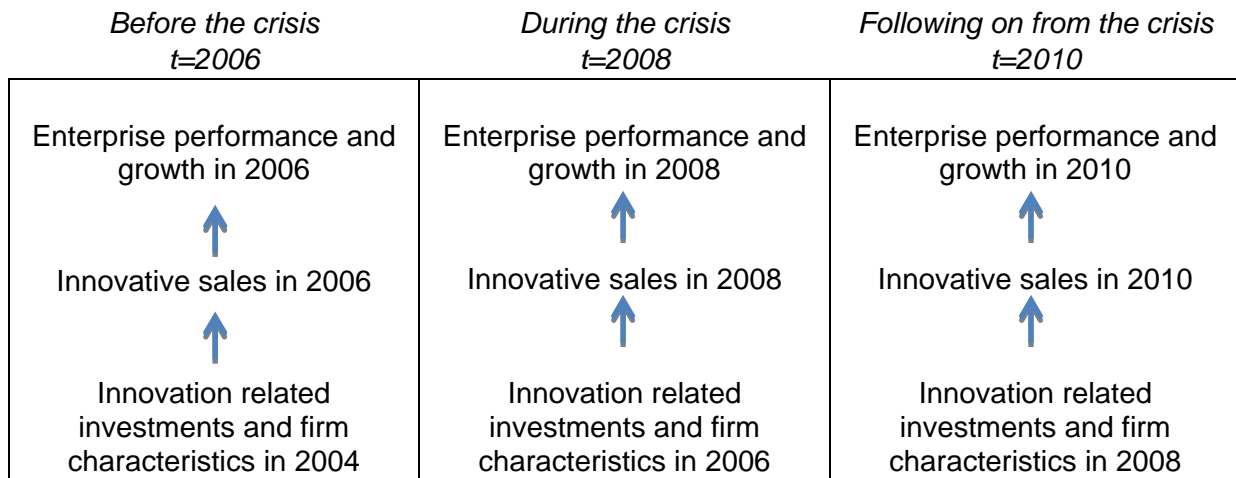 Before the crisis
t=2006
During the crisis
t=2008
Following on from the crisis
t=2010
Enterprise performance and
growth in 2006
Innovative sales in 2006
Innovation related
investments and firm
characteristics in 2004
Enterprise performance and
growth in 2008
Innovative sales in 2008
Innovation related
investments and firm
characteristics in 2006
Enterprise performance and
growth in 2010
Innovative sales in 2010
Innovation related
investments and firm
characteristics in 2008